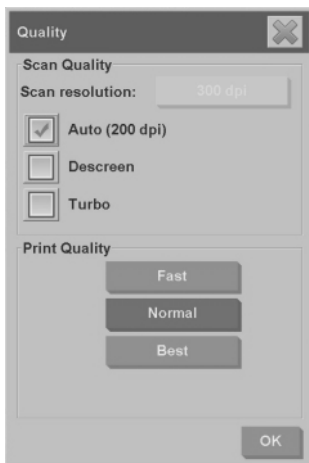 Quality
Scan Quality
Scan resolution: 300 dpi
Auto (200 dpi)
Descreen
Turbo
Print Quality
Fast
Normal
Best
OK